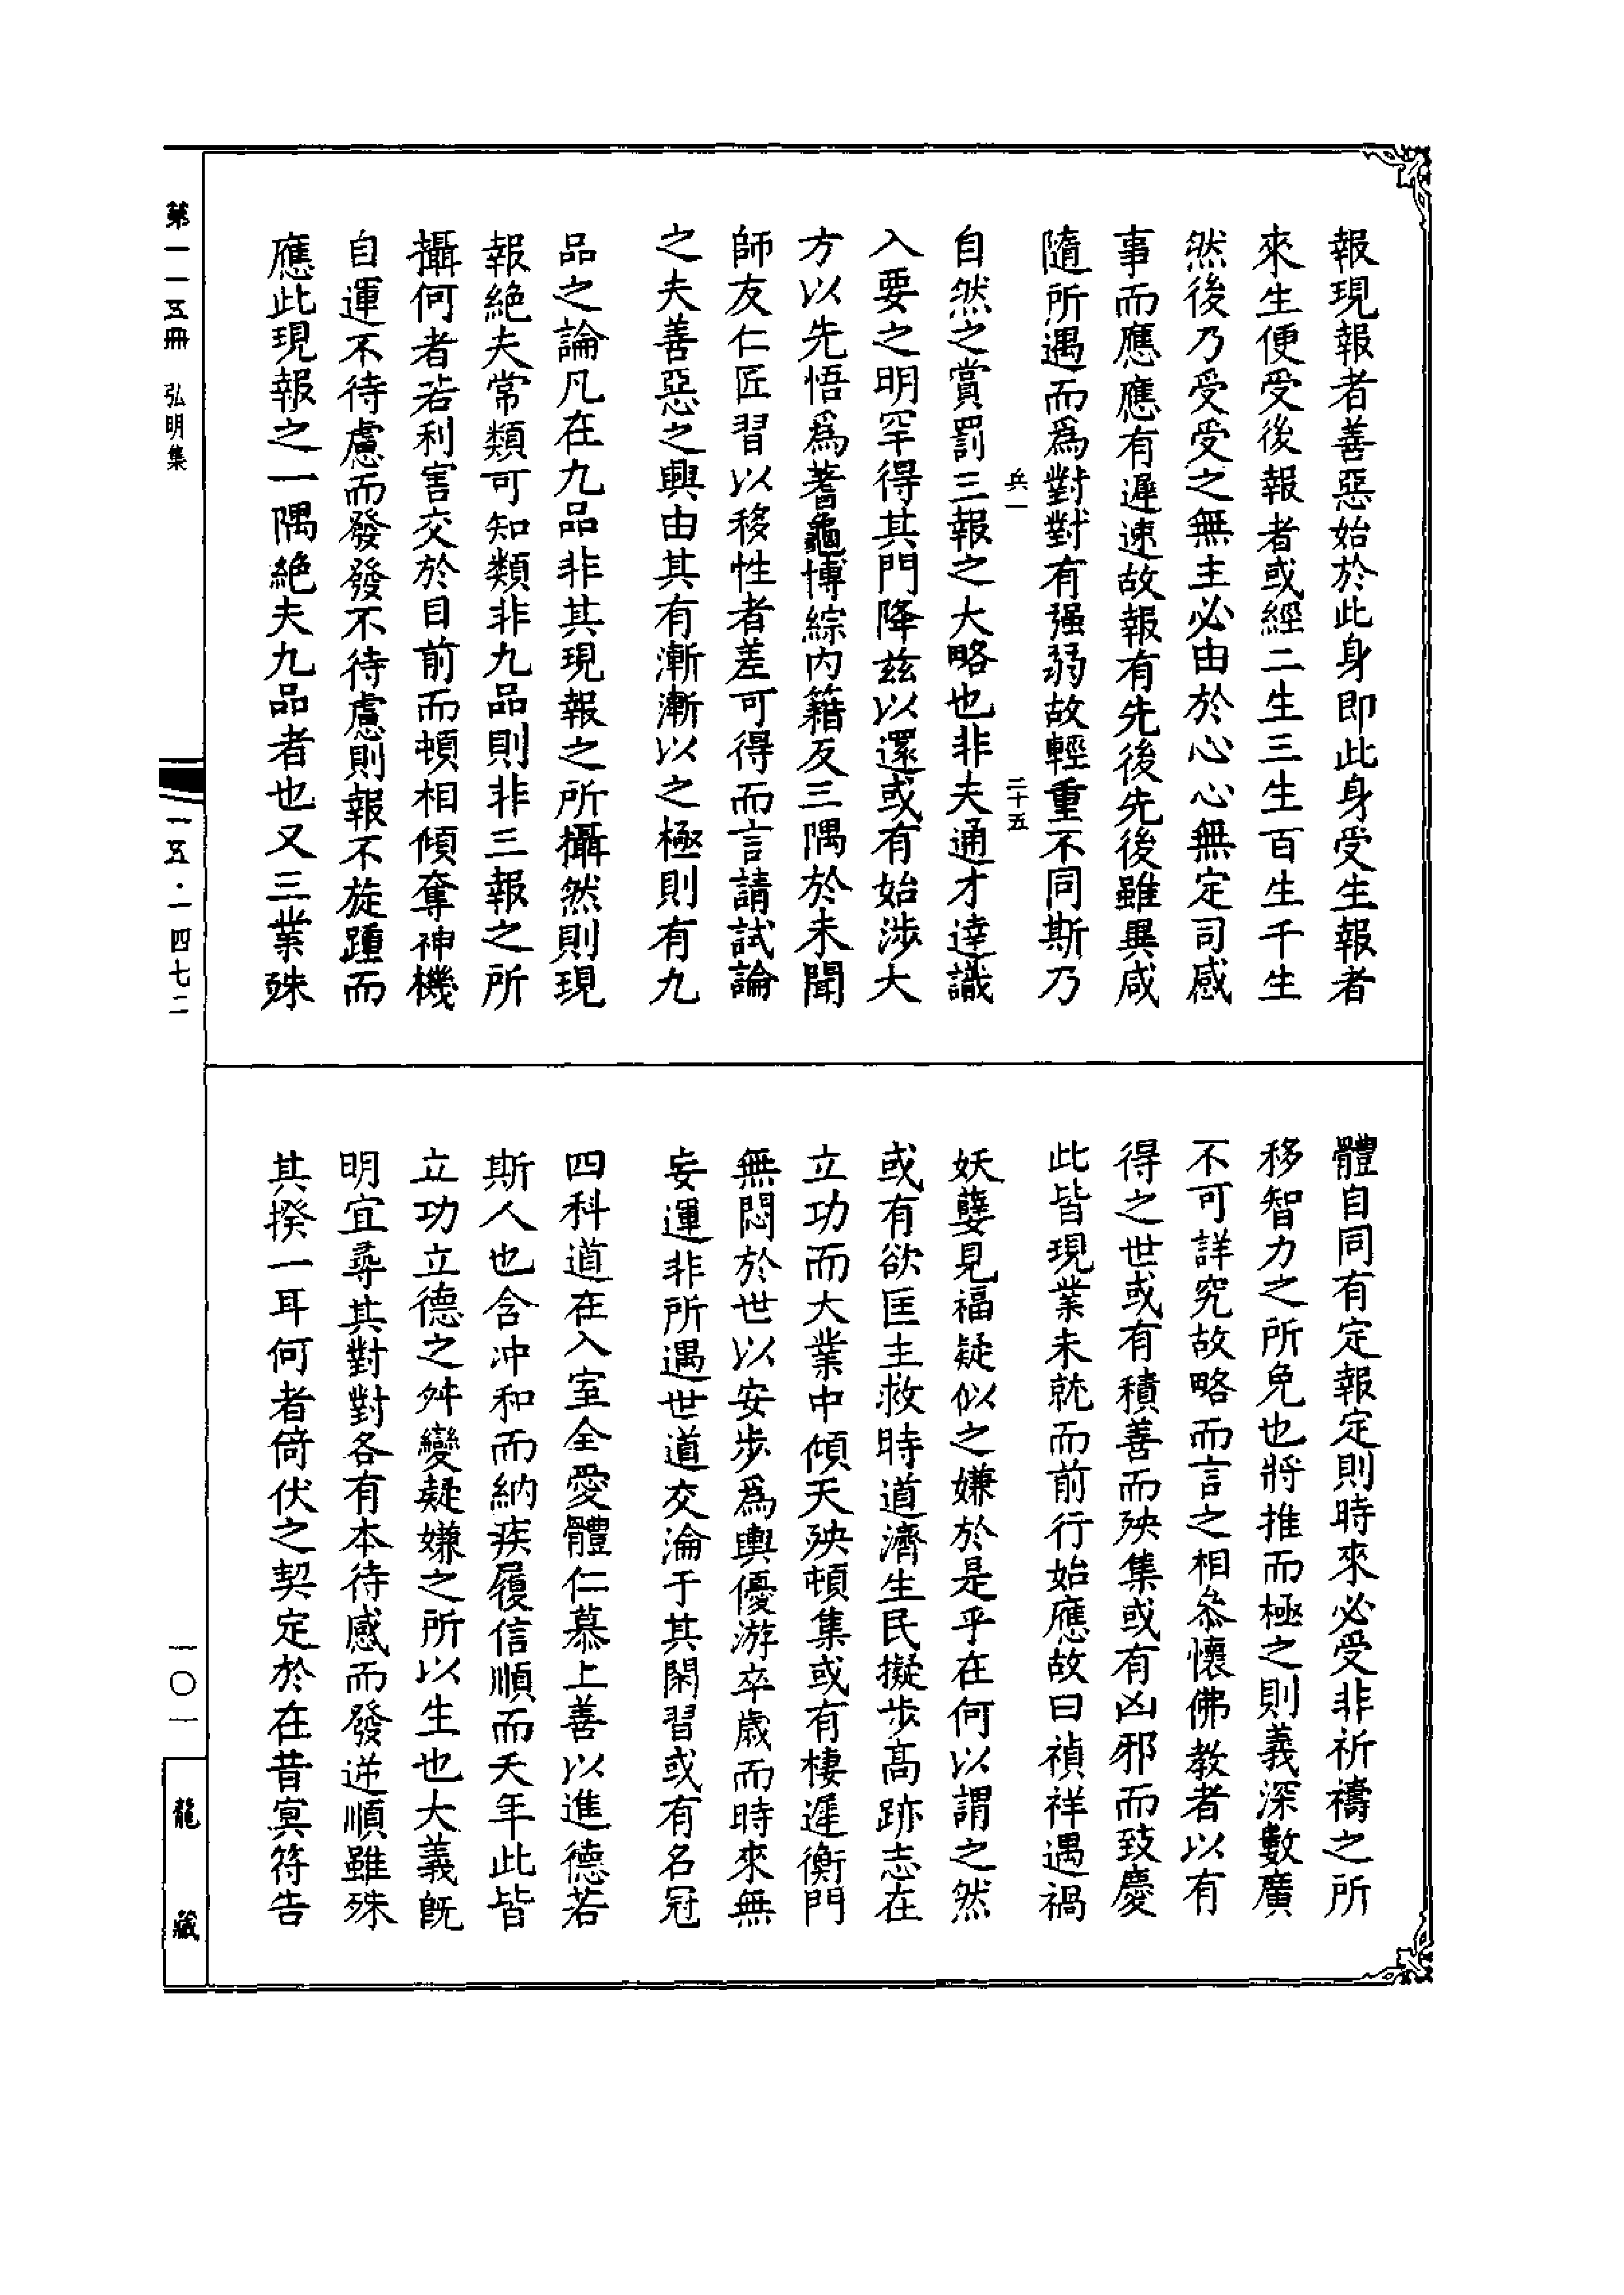 報現報者善惡始於此身即此身受生報者
來生便受後報者或經二生三生百生千生
然後乃受受之無主必由於心心無定司感
事而應應有遲速故報有先後先後雖異咸
隨所遇而爲對對有强弱故輕重不同斯乃
兵一
二十五
自然之賞罰三報之大略也非夫通才達識
入要之明罕得其門降兹以還或有始涉大
方以先悟爲蓍龜博綜内籍反三隅於未聞
師友仁匠習以移性者差可得而言請試論
之夫善惡之興由其有漸漸以之極則有九
品之論凡在九品非其現報之所攝然則現
報絶夫常類可知類非九品則非三報之所
攝何者若利害交於目前而頓相傾奪神機
自運不待慮而發發不待慮則報不旋踵而
應此現報之一隅絶夫九品者也又三業殊
體自同有定報定則時來必受非祈禱之所
移智力之所免也將推而極之則義深數廣
不可詳究故略而言之相叅懷佛教者以有
得之世或有積善而殃集或有凶邪而致慶
此皆現業未就而前行始應故曰禎祥遇禍
妖孽見福疑似之嫌於是乎在何以謂之然
或有欲匡主救時道濟生民擬步高跡志在
立功而大業中傾天殃頓集或有棲遲衡門
無悶於世以安步爲輿優游卒歲而時來無
妄運非所遇世道交淪于其閑習或有名冠
四科道在入室全愛體仁慕上善以進德若
斯人也含冲和而納疾履信順而夭年此皆
立功立德之舛變疑嫌之所以生也大義既
明宜尋其對對各有本待感而發逆順雖殊
其揆一耳何者倚伏之契定於在昔冥符告
第一一五冊 弘明集
一五·一四七二
一〇一
龍藏